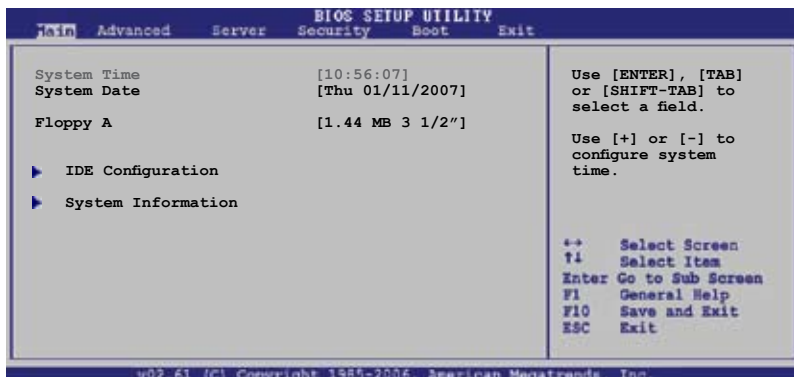 BIOS SETUP UTILITY
Main Advanced Server Security Boot Exit
System Time [10:56:07]
System Date [Thu 01/11/2007]
Floppy A [1.44 MB 3 1/2″]
IDE Configuration
System Information
Use [ENTER], [TAB]
or [SHIFT-TAB] to
select a field.
Use [+] or [-] to
configure system
time.
↔ Select Screen
↑↓ Select Item
Enter Go to Sub Screen
F1 General Help
F10 Save and Exit
ESC Exit
v02.61 (C) Copyright 1985-2006, American Megatrends, Inc